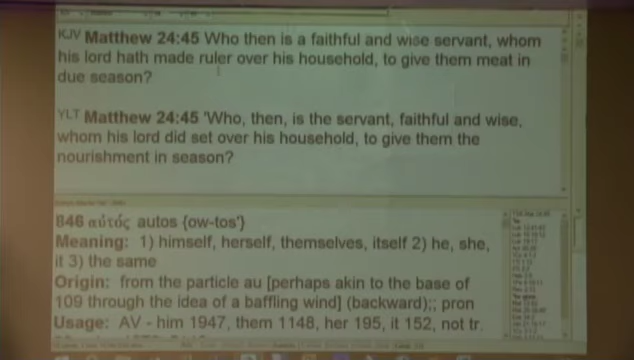 KJV Matthew 24:45 Who then is a faithful and wise servant, whom
his lord hath made ruler over his household, to give them meat in
due season?
YLT Matthew 24:45 'Who, then, is the servant, faithful and wise,
whom his lord did set over his household, to give them the
nourishment in season?
846 αὐτός autos {ow-tos'}
Meaning: 1) himself, herself, themselves, itself 2) he, she,
it 3) the same
Origin: from the particle au [perhaps akin to the base of
109 through the idea of a baffling wind] (backward);; pron
Usage: AV - him 1947, them 1148, her 195, it 152, not tr.